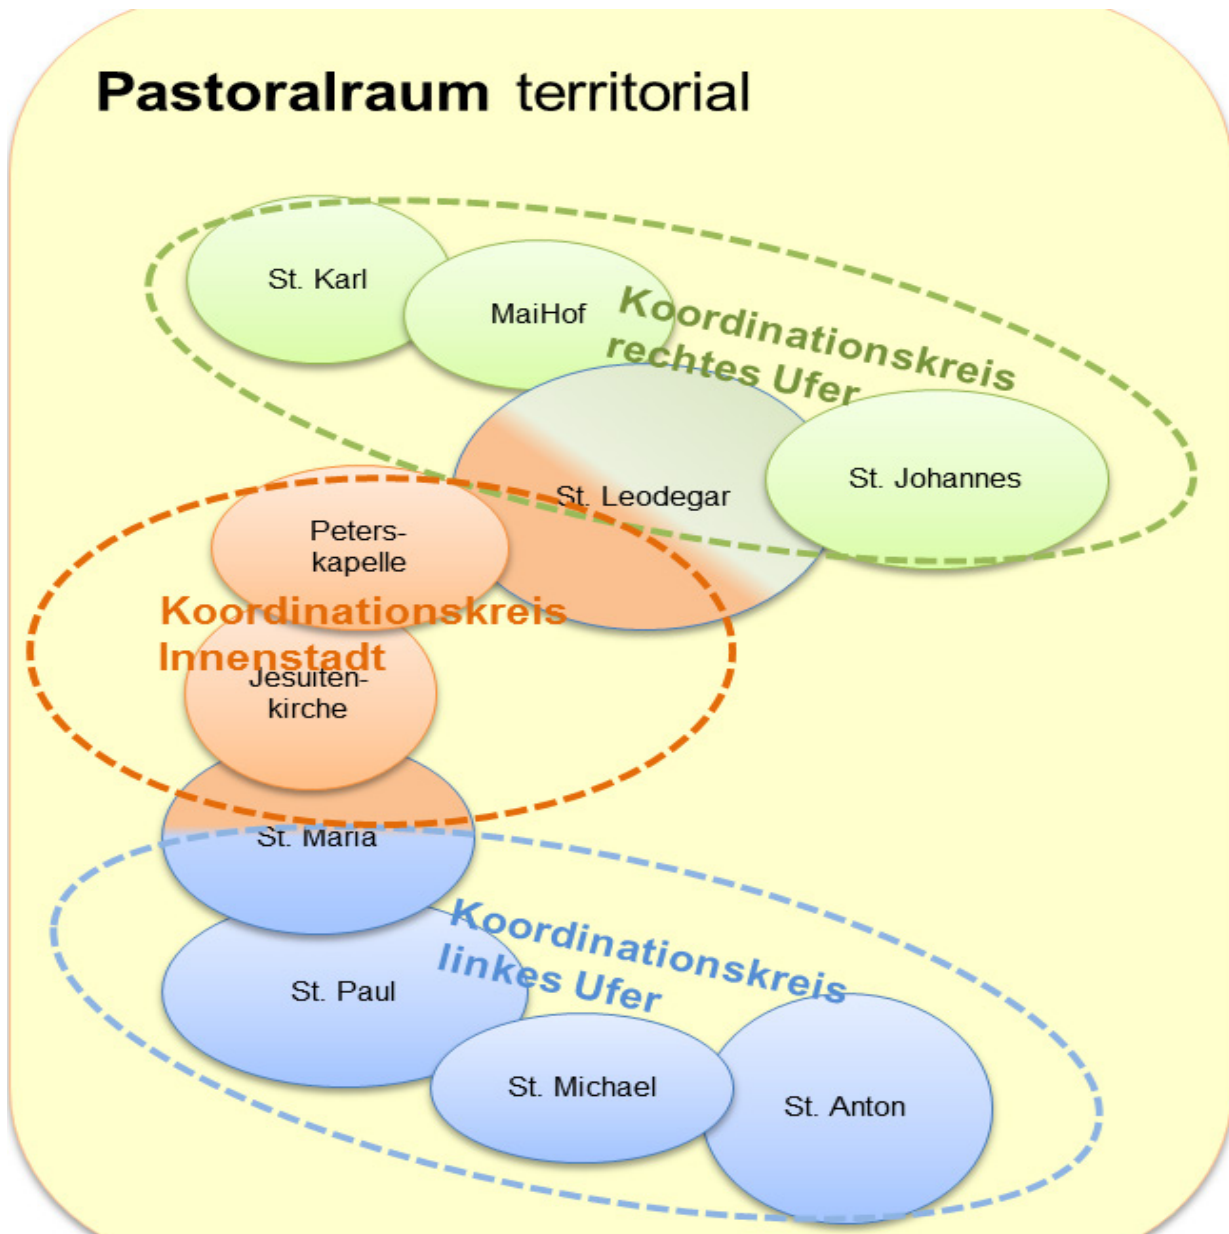 Pastoralraum territorial
St. Karl
MaiHof
Koordinationskreis
rechtes Ufer
St. Leodegar
St. Johannes
Peters-
kapelle
Koordinationskreis
Innenstadt
Jesuiten-
kirche
St. Maria
Koordinationskreis
linkes Ufer
St. Paul
St. Michael
St. Anton